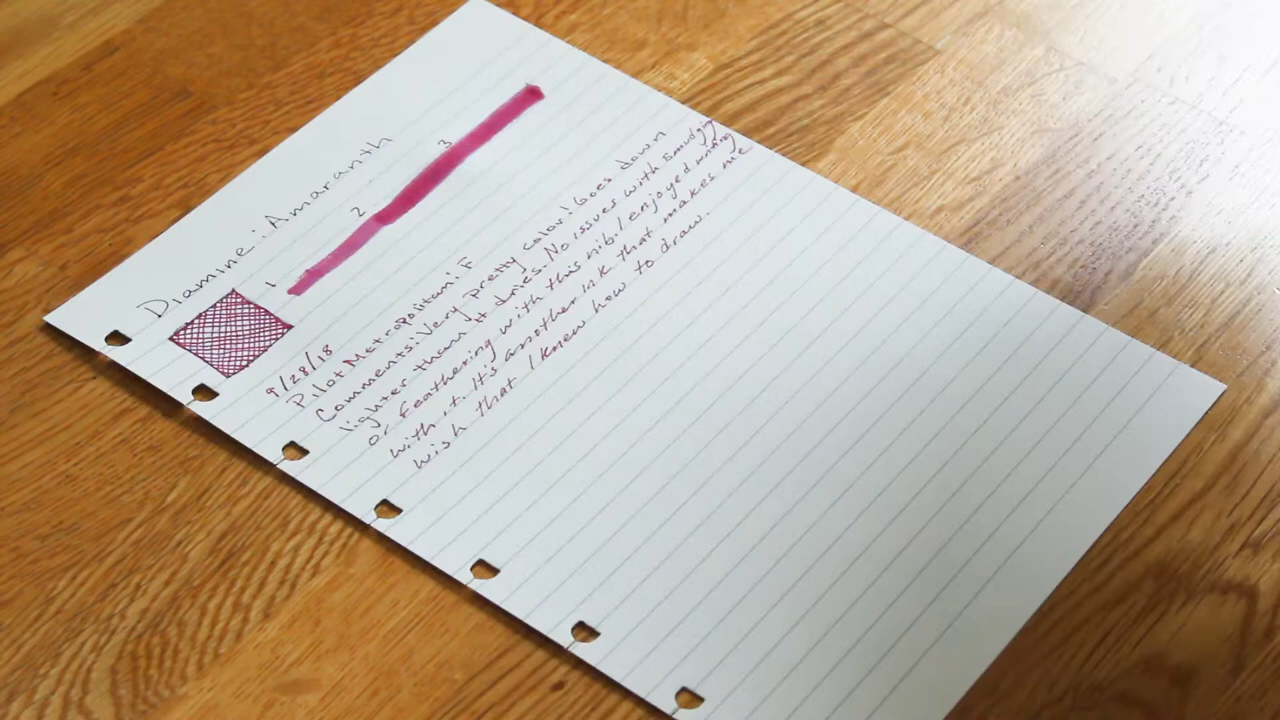 Diamine: Amaranth
1 2 3
9/28/18
Pilot Metropolitan: F
Comments: Very pretty color! Goes down
lighter than it dries. No issues with smudging
or feathering with this nib. I enjoyed writing
with it. It's another ink that makes me
wish that I knew how to draw.